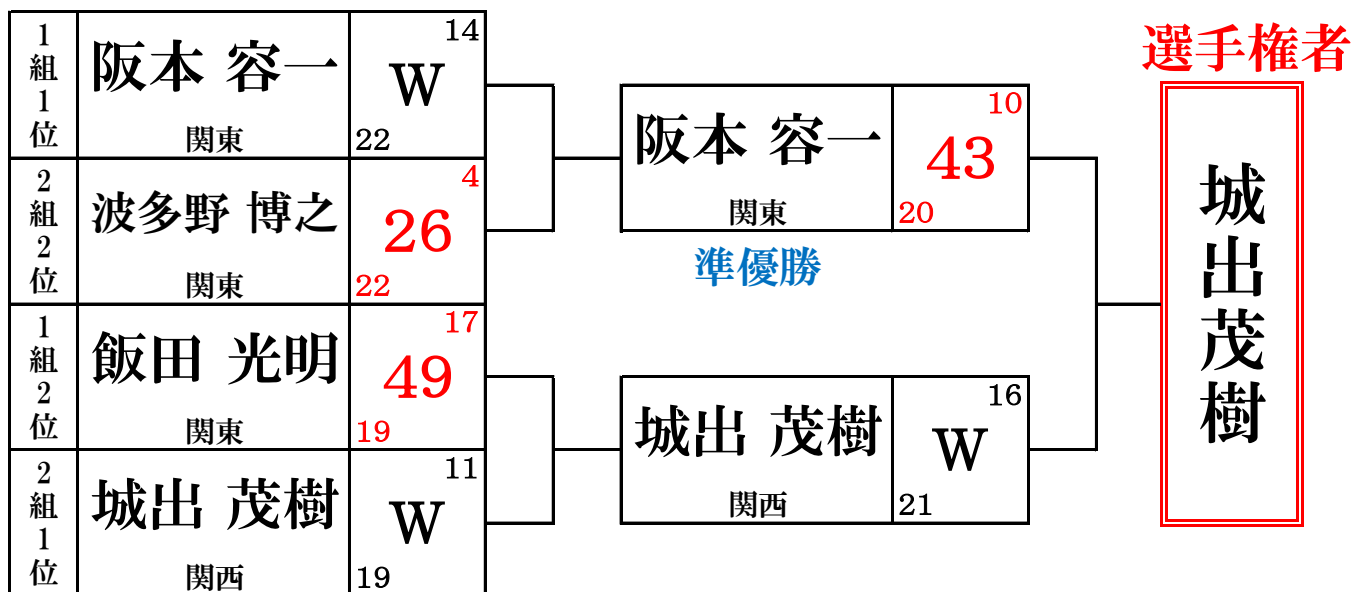 1組1位
阪本 容一
関東
14
W
22
2組2位
波多野 博之
関東
4
26
22
1組2位
飯田 光明
関東
17
49
19
2組1位
城出 茂樹
関西
11
W
19
阪本 容一
関東
10
43
20
準優勝
城出 茂樹
関西
16
W
21
選手権者
城出茂樹